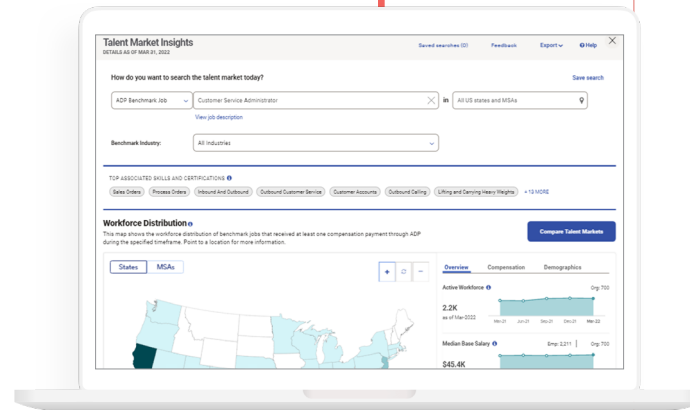 Talent Market Insights
DETAILS AS OF MAR 31, 2022
Saved searches (0) Feedback Export Help
How do you want to search the talent market today? Save search
ADP Benchmark Job Customer Service Administrator in All US states and MSAs
View job description
Benchmark Industry: All Industries
TOP ASSOCIATED SKILLS AND CERTIFICATIONS
Sales Orders Process Orders Inbound And Outbound Outbound Customer Service Customer Accounts Outbound Calling Lifting and Carrying Heavy Weights + 13 MORE
Workforce Distribution
This map shows the workforce distribution of benchmark jobs that received at least one compensation payment through ADP
during the specified timeframe. Point to a location for more information.
Compare Talent Markets
States MSAs
+ −
Overview Compensation Demographics
Active Workforce Org: 700
2.2K
as of Mar-2022
Mar-21 Jun-21 Sep-21 Dec-21 Mar-22
Median Base Salary Emp: 2,211 | Org: 700
$45.4K